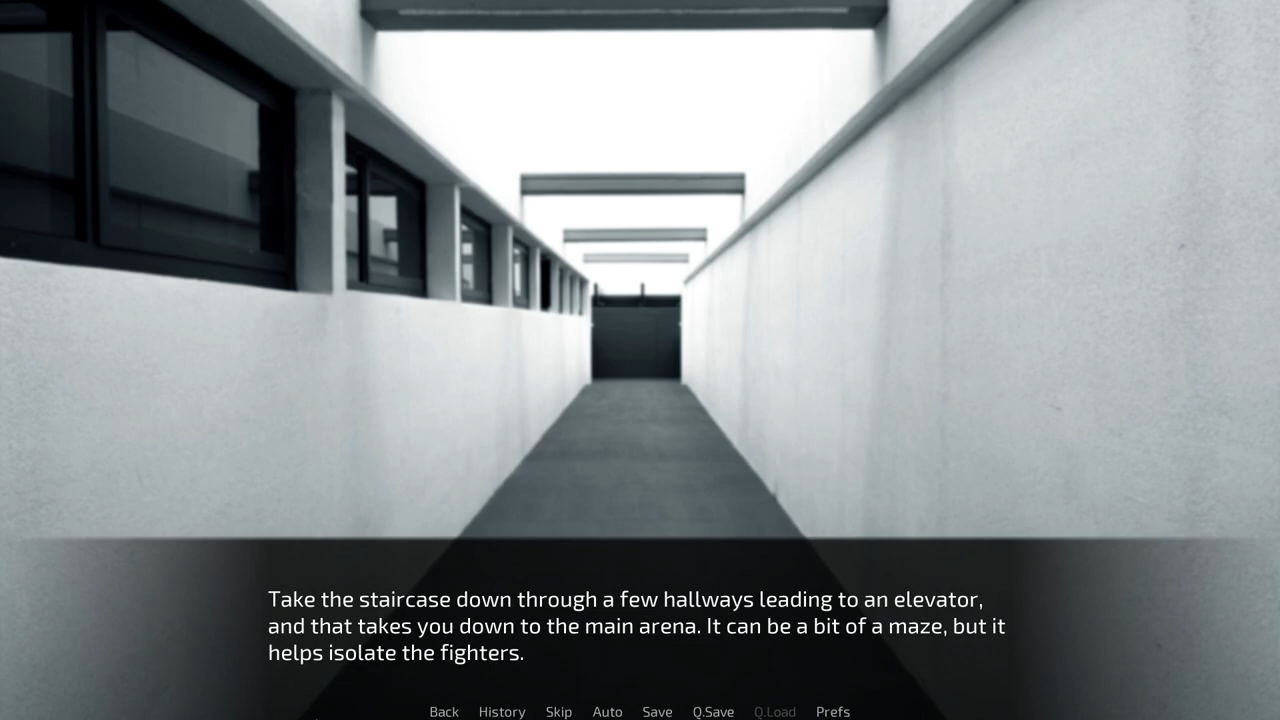 Take the staircase down through a few hallways leading to an elevator,
and that takes you down to the main arena. It can be a bit of a maze, but it
helps isolate the fighters.
Back History Skip Auto Save Q.Save Q.Load Prefs